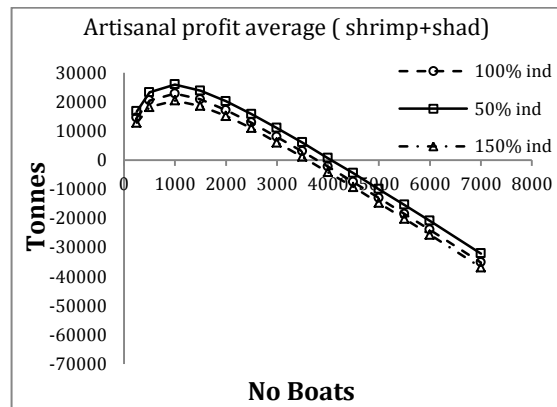 Artisanal profit average ( shrimp+shad)
30000
20000
10000
0
-10000
-20000
-30000
-40000
-50000
-60000
-70000
0 1000 2000 3000 4000 5000 6000 7000 8000
Tonnes
No Boats
100% ind
50% ind
150% ind